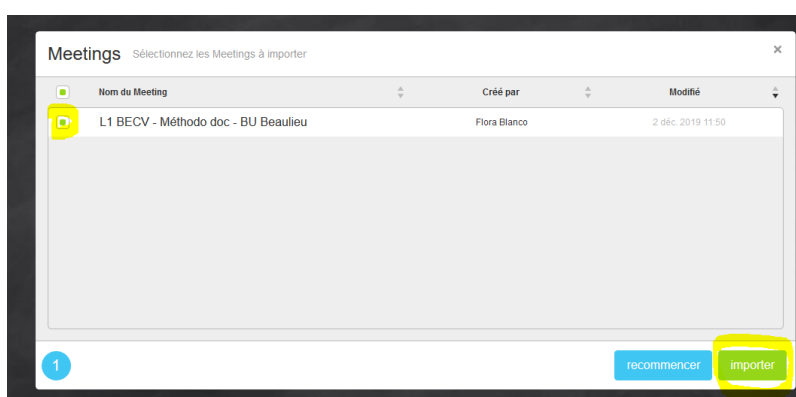 Meetings Sélectionnez les Meetings à importer ×
Nom du Meeting Créé par Modifié
L1 BECV - Méthodo doc - BU Beaulieu Flora Blanco 2 déc. 2019 11:50
1 recommencer importer